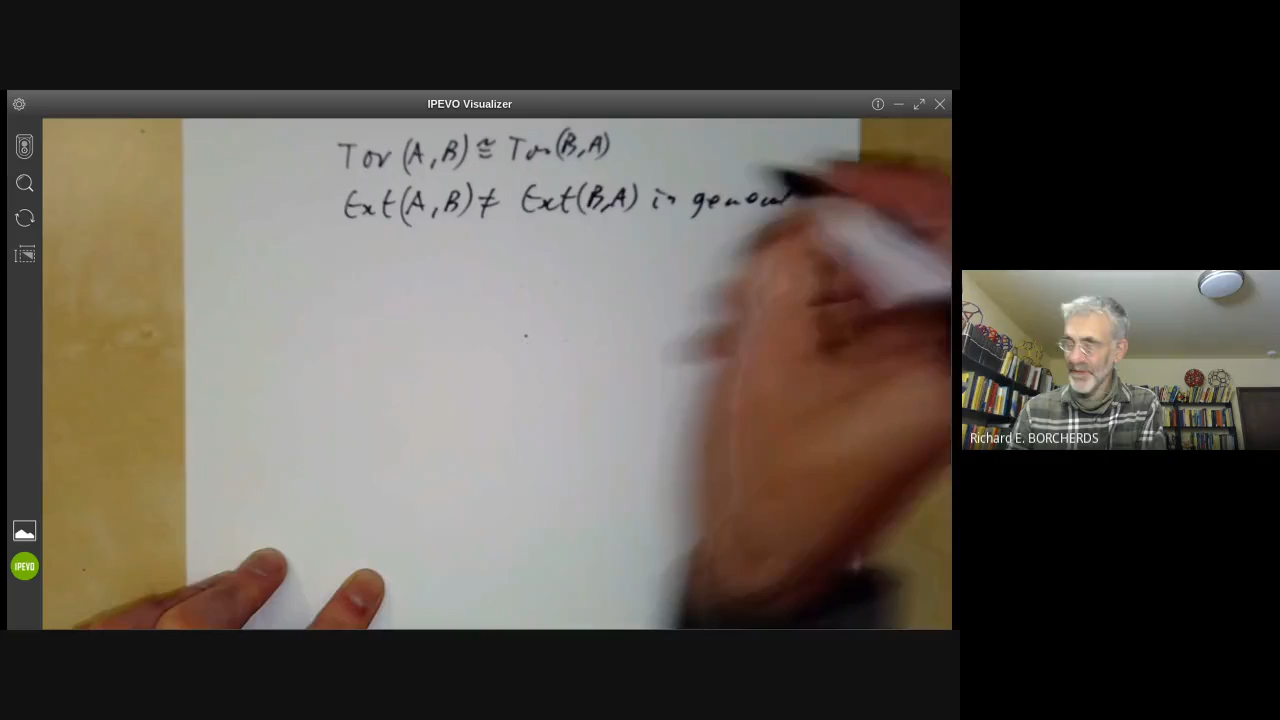 IPEVO Visualizer
Tor (A, B) ≅ Tor(B, A)
Ext(A, B) ≠ Ext(B, A) in general
IPEVO
Richard E. BORCHERDS